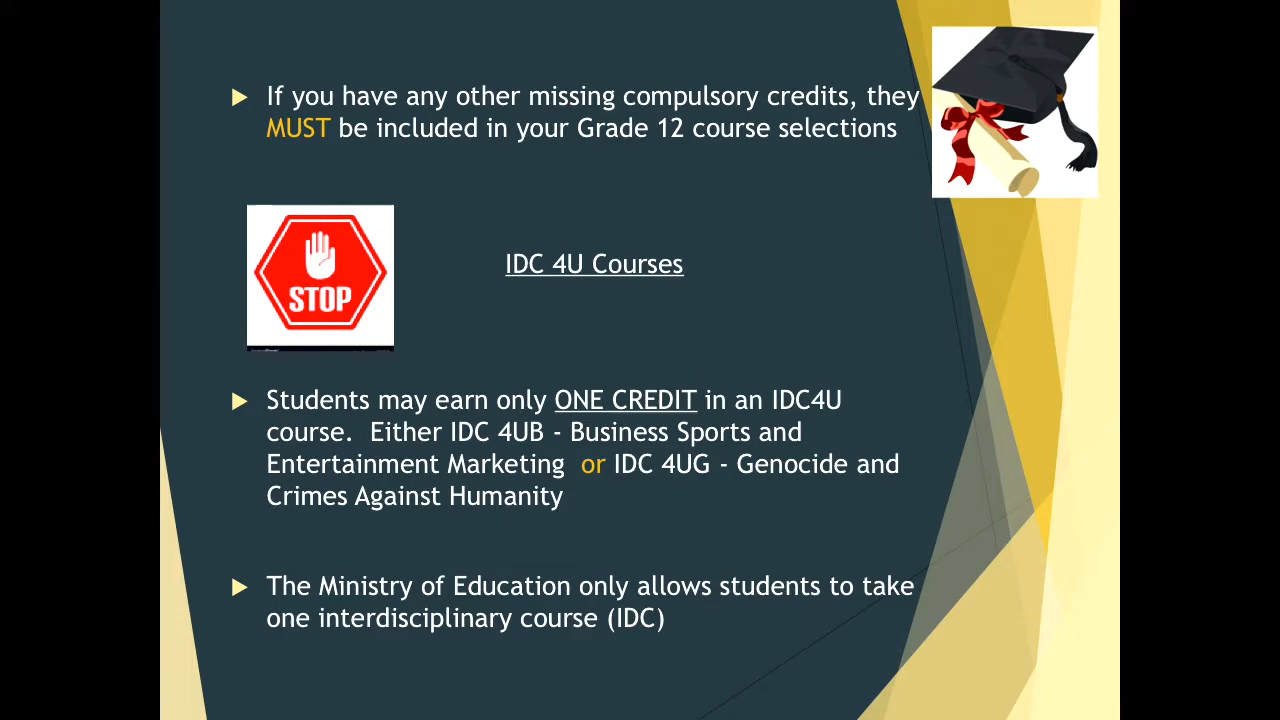 If you have any other missing compulsory credits, they
MUST be included in your Grade 12 course selections
STOP
IDC 4U Courses
Students may earn only ONE CREDIT in an IDC4U
course. Either IDC 4UB - Business Sports and
Entertainment Marketing or IDC 4UG - Genocide and
Crimes Against Humanity
The Ministry of Education only allows students to take
one interdisciplinary course (IDC)